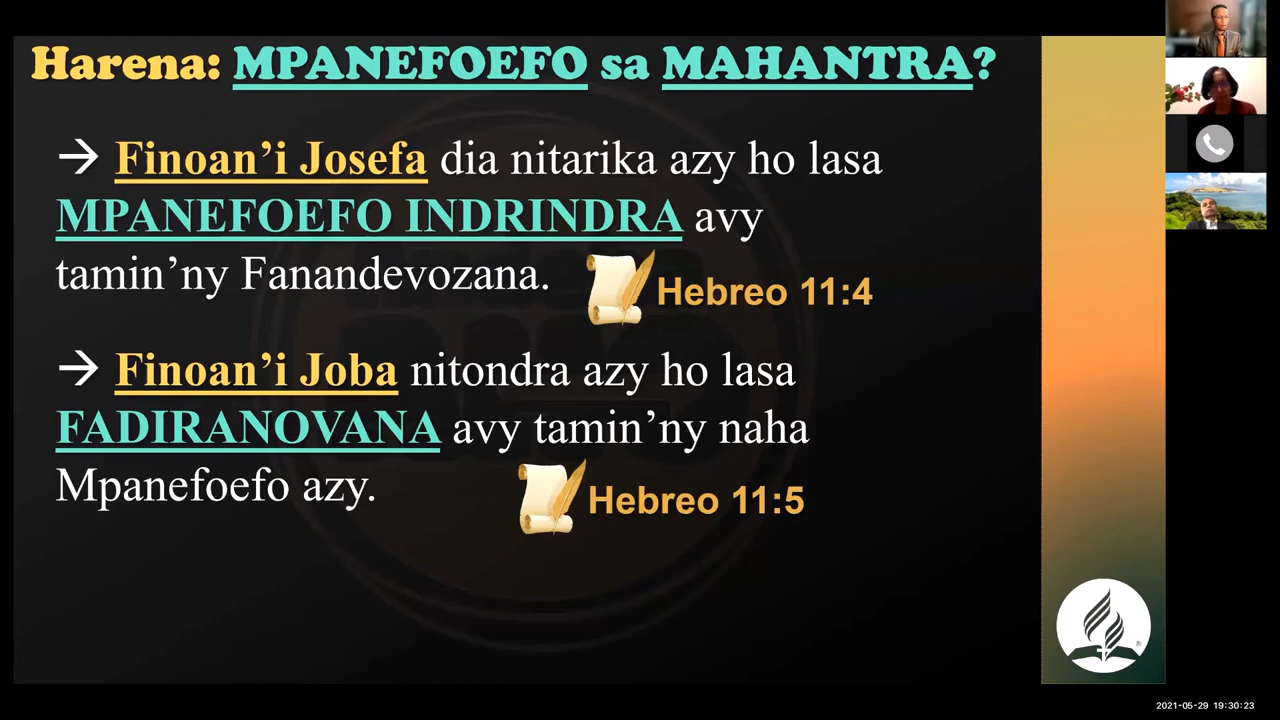 Harena: MPANEFOEFO sa MAHANTRA?
→ Finoan’i Josefa dia nitarika azy ho lasa
MPANEFOEFO INDRINDRA avy
tamin’ny Fanandevozana.
Hebreo 11:4
→ Finoan’i Joba nitondra azy ho lasa
FADIRANOVANA avy tamin’ny naha
Mpanefoefo azy.
Hebreo 11:5
2021-05-29 19:30:23